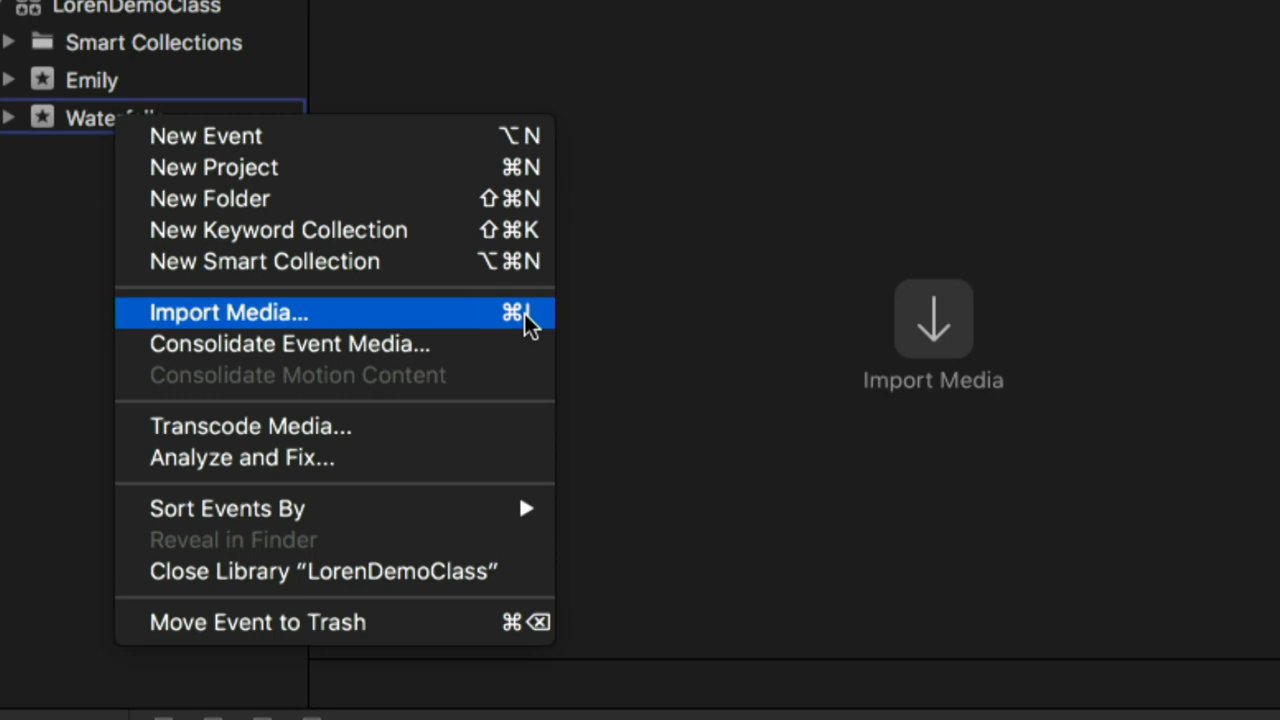 LorenDemoClass
Smart Collections
Emily
New Event ⌥N
New Project ⌘N
New Folder ⇧⌘N
New Keyword Collection ⇧⌘K
New Smart Collection ⌥⌘N
Import Media... ⌘I
Consolidate Event Media...
Consolidate Motion Content
Transcode Media...
Analyze and Fix...
Sort Events By
Reveal in Finder
Close Library “LorenDemoClass”
Move Event to Trash ⌘⌫
Import Media